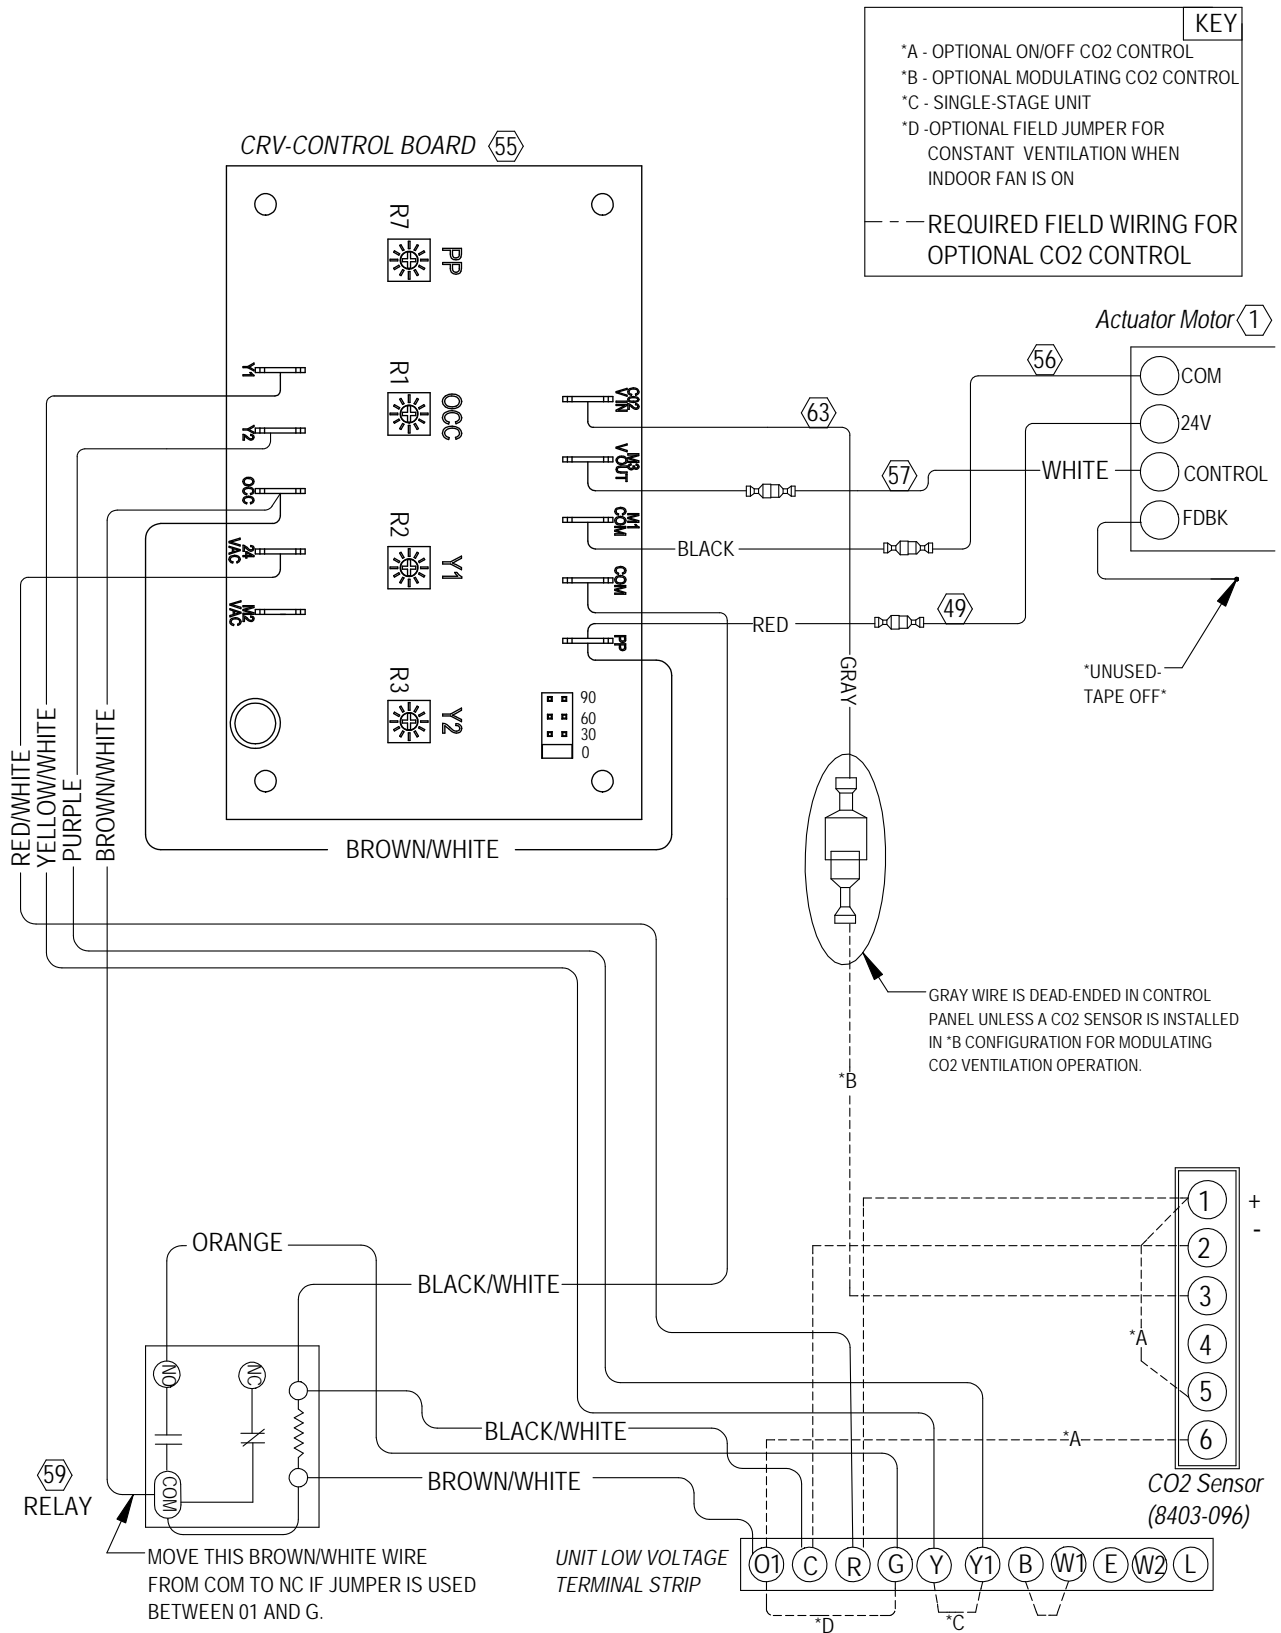 KEY
*A - OPTIONAL ON/OFF CO2 CONTROL
*B - OPTIONAL MODULATING CO2 CONTROL
*C - SINGLE-STAGE UNIT
*D -OPTIONAL FIELD JUMPER FOR
CONSTANT VENTILATION WHEN
INDOOR FAN IS ON
REQUIRED FIELD WIRING FOR
OPTIONAL CO2 CONTROL
CRV-CONTROL BOARD 55
R7
PP
R1
OCC
R2
Y1
R3
Y2
Y1
Y2
OCC
24
VAC
M2
VAC
CO2
V IN
M3
V OUT
M1
COM
COM
PP
90
60
30
0
Actuator Motor 1
COM
24V
CONTROL
FDBK
56
63
57
WHITE
BLACK
49
RED
GRAY
*UNUSED-
TAPE OFF*
RED/WHITE
YELLOW/WHITE
PURPLE
BROWN/WHITE
BROWN/WHITE
GRAY WIRE IS DEAD-ENDED IN CONTROL
PANEL UNLESS A CO2 SENSOR IS INSTALLED
IN *B CONFIGURATION FOR MODULATING
CO2 VENTILATION OPERATION.
*B
1
+
-
2
3
4
5
6
*A
*A
CO2 Sensor
(8403-096)
ORANGE
BLACK/WHITE
NO
NC
COM
BLACK/WHITE
BROWN/WHITE
59
RELAY
MOVE THIS BROWN/WHITE WIRE
FROM COM TO NC IF JUMPER IS USED
BETWEEN 01 AND G.
UNIT LOW VOLTAGE
TERMINAL STRIP
O1 C R G Y Y1 B W1 E W2 L
*D
*C